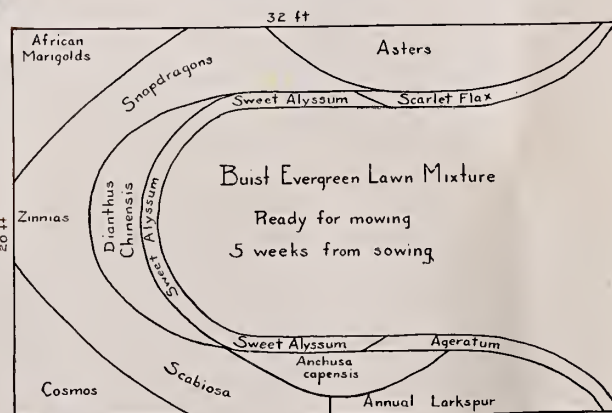 32 ft
African
Marigolds
Asters
Snapdragons
Sweet Alyssum
Scarlet Flax
Buist Evergreen Lawn Mixture
Ready for mowing
5 weeks from sowing
Dianthus
Chinensis
Sweet Alyssum
Zinnias
20 ft
Sweet Alyssum
Ageratum
Anchusa
capensis
Scabiosa
Cosmos
Annual Larkspur